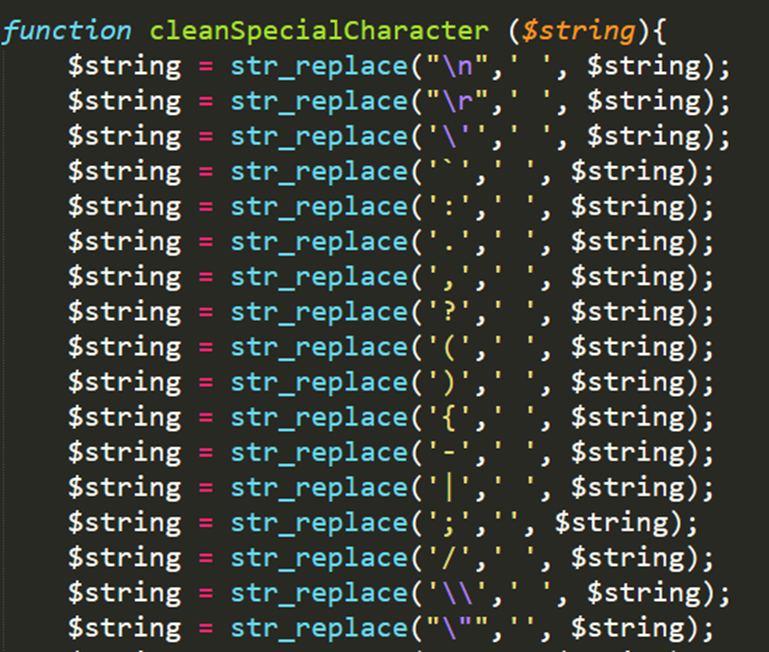 function cleanSpecialCharacter ($string){
$string = str_replace("\n",' ', $string);
$string = str_replace("\r",' ', $string);
$string = str_replace('\'',' ', $string);
$string = str_replace('`',' ', $string);
$string = str_replace(':',' ', $string);
$string = str_replace('.',' ', $string);
$string = str_replace(',',' ', $string);
$string = str_replace('?',' ', $string);
$string = str_replace('(',' ', $string);
$string = str_replace(')',' ', $string);
$string = str_replace('{',' ', $string);
$string = str_replace('-',' ', $string);
$string = str_replace('|',' ', $string);
$string = str_replace(';','', $string);
$string = str_replace('/',' ', $string);
$string = str_replace('\\',' ', $string);
$string = str_replace("\"",'', $string);